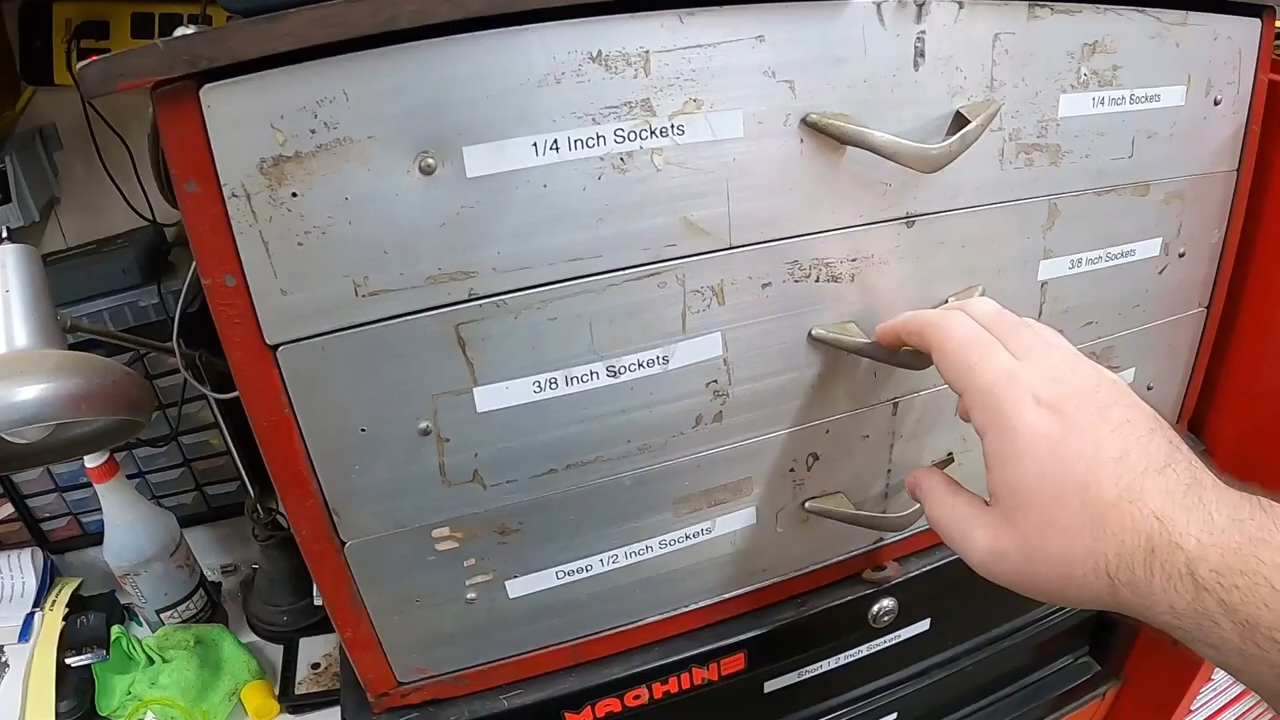 1/4 Inch Sockets
1/4 Inch Sockets
3/8 Inch Sockets
3/8 Inch Sockets
Deep 1/2 Inch Sockets
Short 1 2 Inch Sockets
MACHINE